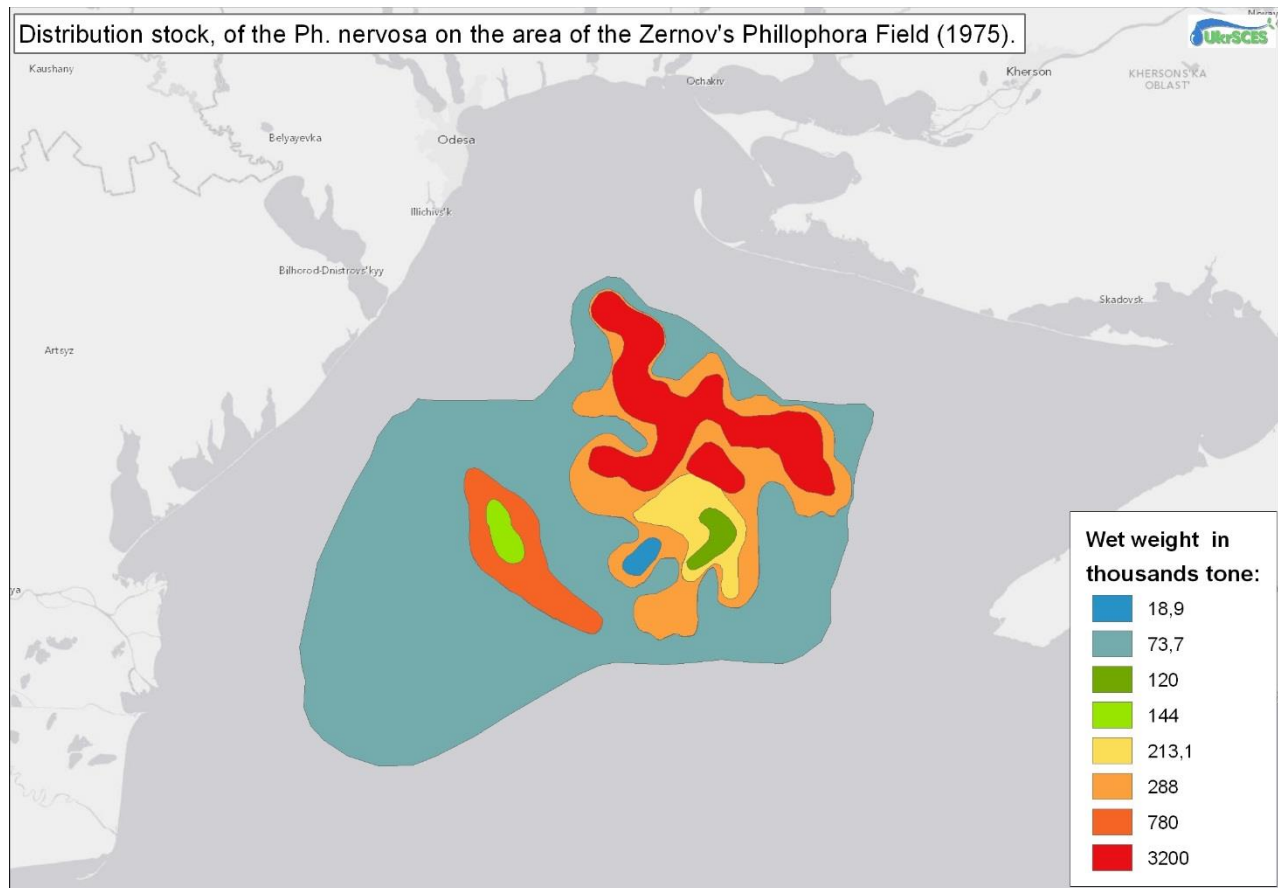 Distribution stock, of the Ph. nervosa on the area of the Zernov's Phillophora Field (1975).
UkrSCES
Kaushany
Ochakiv
Kherson
KHERSONS'KA
OBLAST'
Belyayevka
Odesa
Illichivs'k
Bilhorod-Dnistrovs'kyy
Skadovsk
Artsyz
Wet weight in
thousands tone:
18,9
73,7
120
144
213,1
288
780
3200